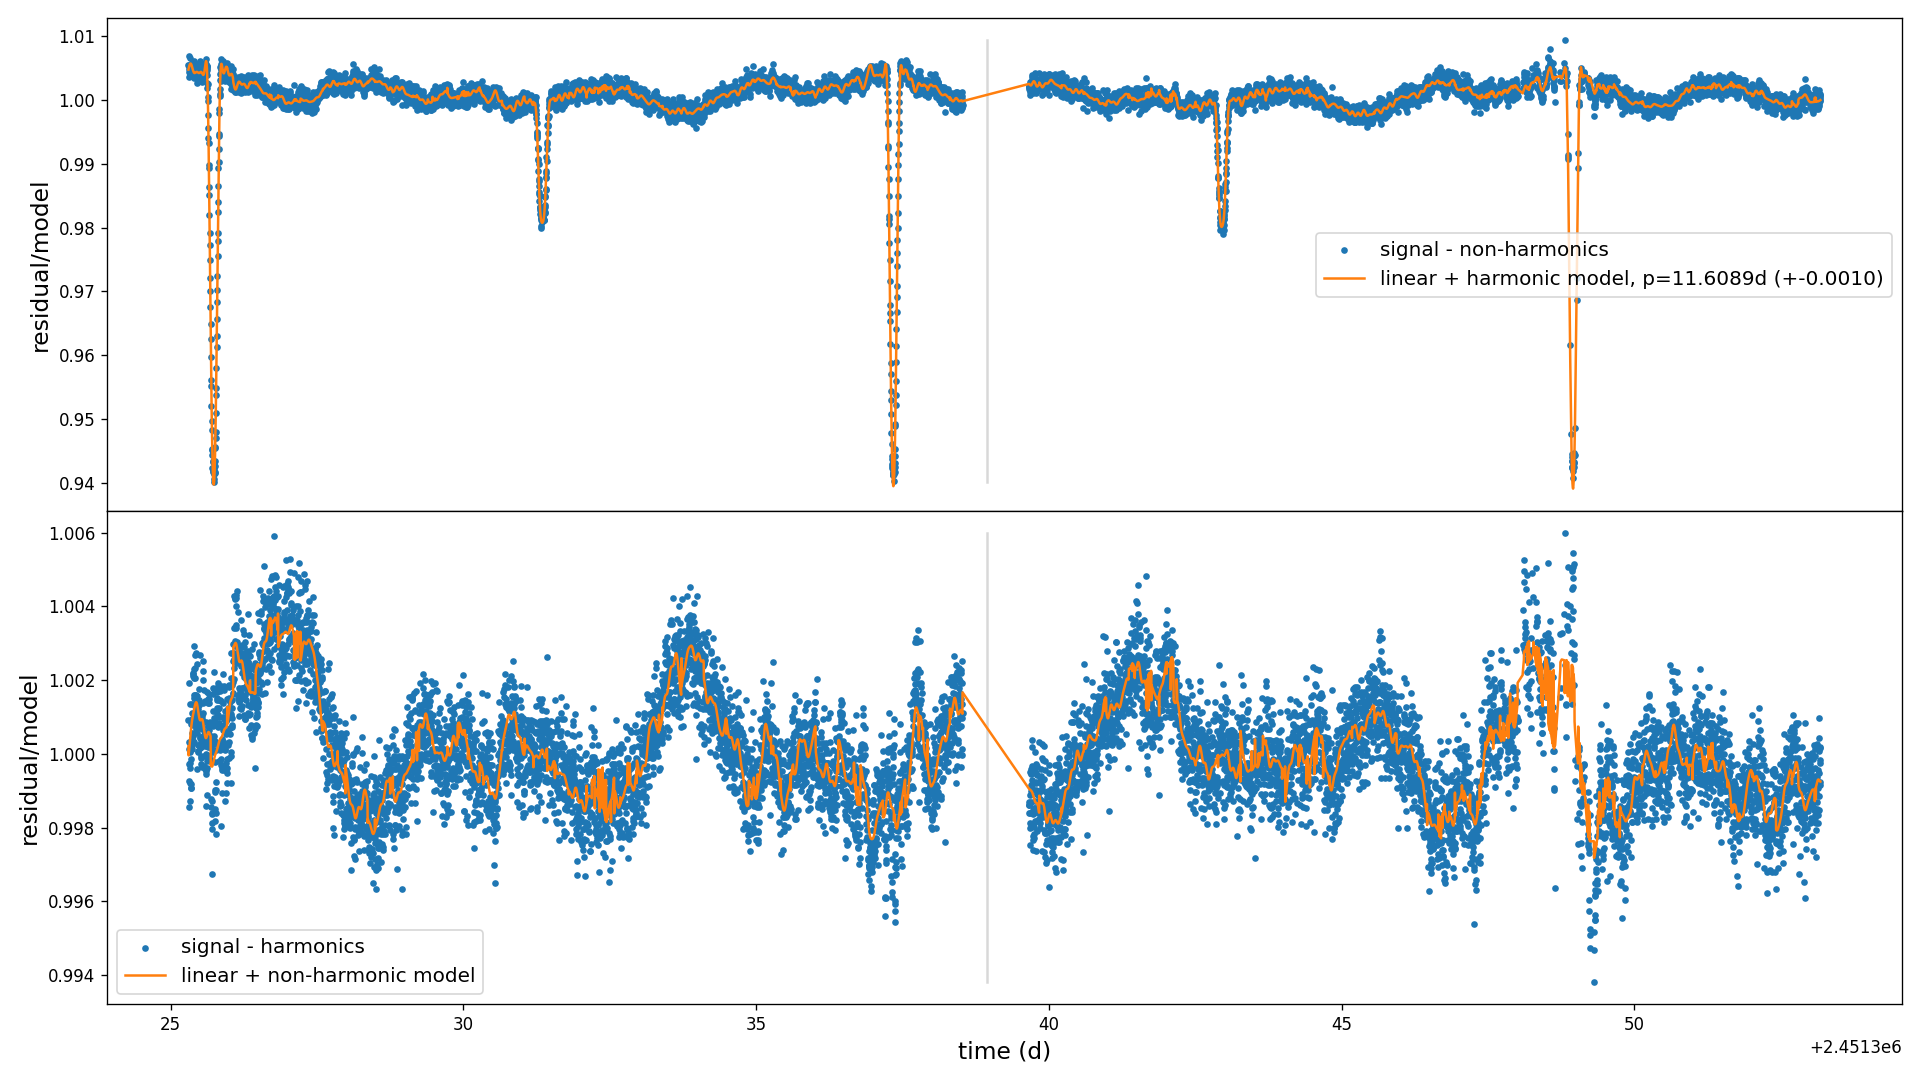 1.01
1.00
0.99
0.98
0.97
0.96
0.95
0.94
residual/model
signal - non-harmonics
linear + harmonic model, p=11.6089d (+-0.0010)
1.006
1.004
1.002
1.000
0.998
0.996
0.994
residual/model
signal - harmonics
linear + non-harmonic model
25
30
35
40
45
50
time (d)
+2.4513e6